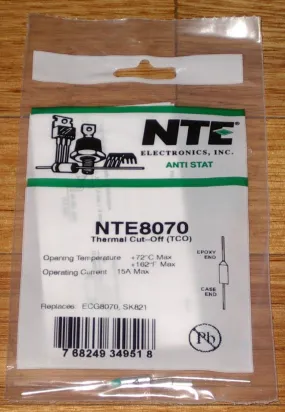 NTE
ELECTRONICS, INC.
ANTI STAT
NTE8070
Thermal Cut-Off (TCO)
Opening Temperature +72°C Max
+162°F Max
Operating Current 15A Max
Replaces ECG8070, SK821
EPOXY
END
CASE
END
7 68249 34951 8
Pb